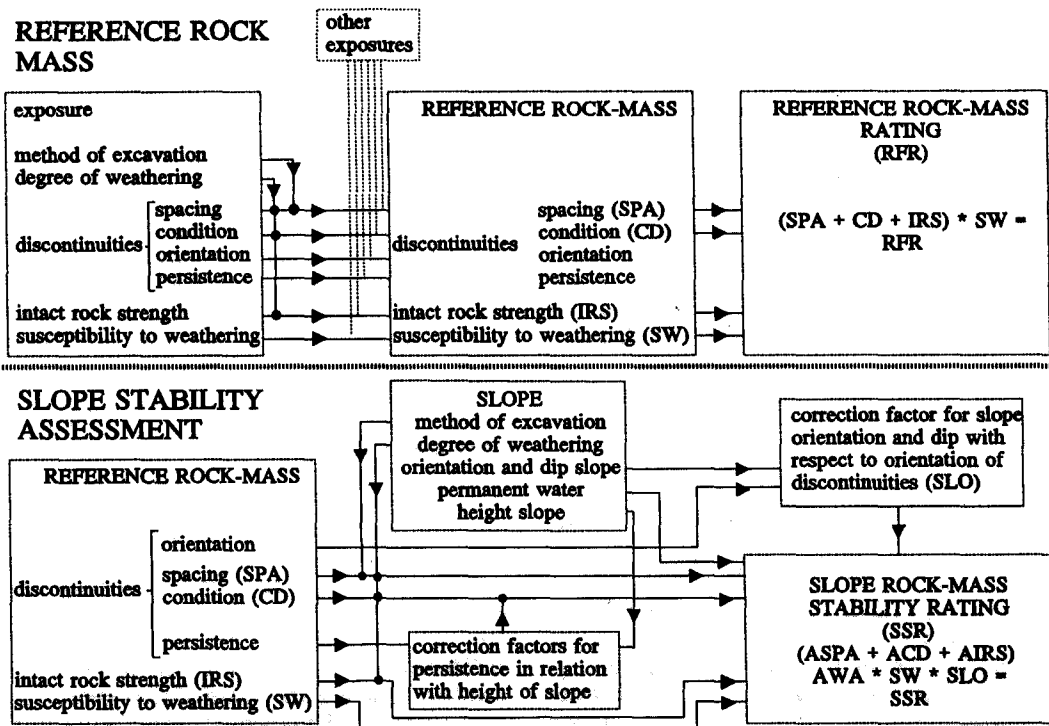 REFERENCE ROCK
MASS
other
exposures
exposure
method of excavation
degree of weathering
discontinuities
spacing
condition
orientation
persistence
intact rock strength
susceptibility to weathering
REFERENCE ROCK-MASS
discontinuities
spacing (SPA)
condition (CD)
orientation
persistence
intact rock strength (IRS)
susceptibility to weathering (SW)
REFERENCE ROCK-MASS
RATING
(RFR)
(SPA + CD + IRS) * SW =
RFR
SLOPE STABILITY
ASSESSMENT
REFERENCE ROCK-MASS
discontinuities
orientation
spacing (SPA)
condition (CD)
persistence
intact rock strength (IRS)
susceptibility to weathering (SW)
SLOPE
method of excavation
degree of weathering
orientation and dip slope
permanent water
height slope
correction factors for
persistence in relation
with height of slope
correction factor for slope
orientation and dip with
respect to orientation of
discontinuities (SLO)
SLOPE ROCK-MASS
STABILITY RATING
(SSR)
(ASPA + ACD + AIRS)
AWA * SW * SLO =
SSR